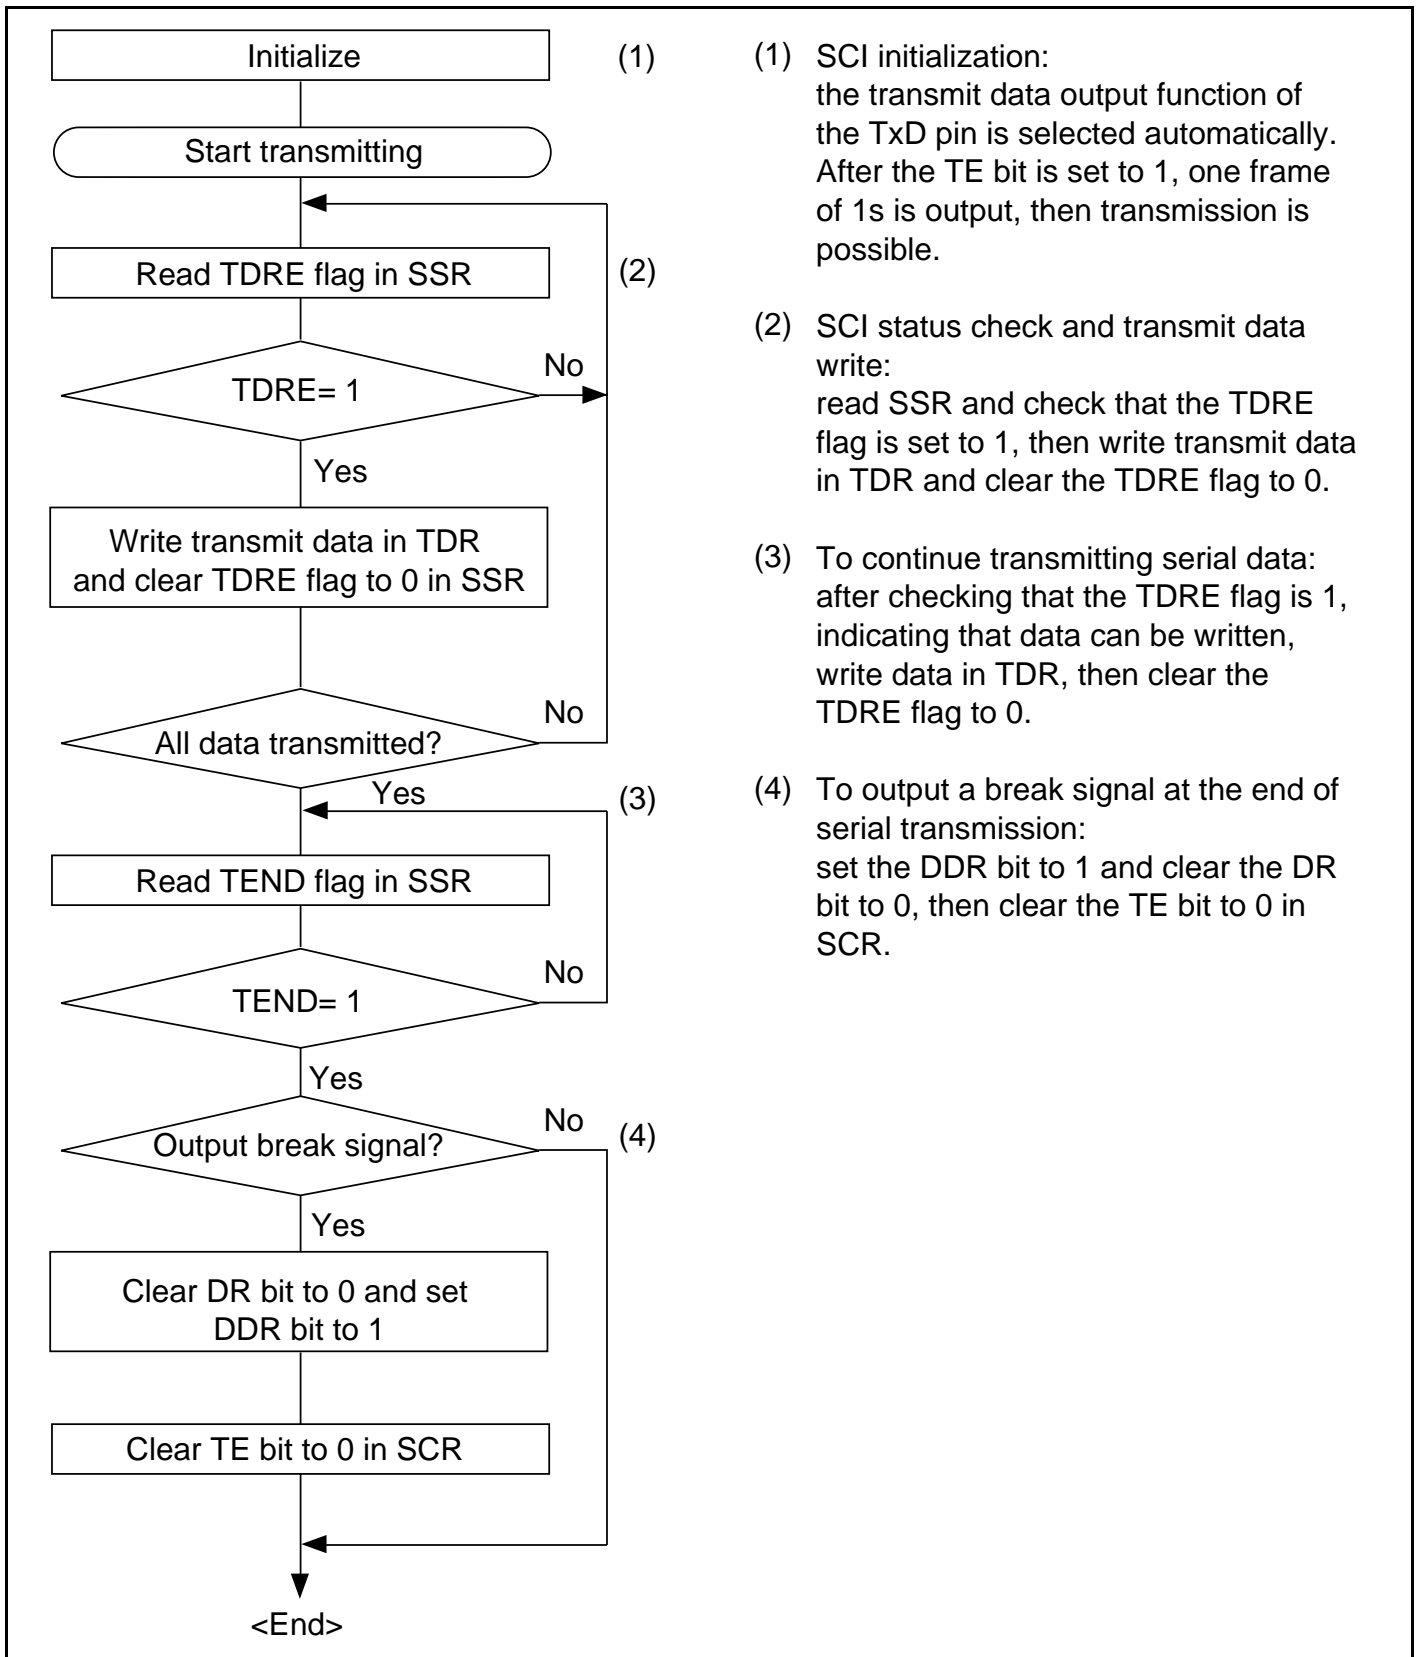 Initialize
(1)
Start transmitting
Read TDRE flag in SSR
(2)
TDRE= 1
No
Yes
Write transmit data in TDR
and clear TDRE flag to 0 in SSR
All data transmitted?
No
Yes
(3)
Read TEND flag in SSR
TEND= 1
No
Yes
Output break signal?
No
(4)
Yes
Clear DR bit to 0 and set
DDR bit to 1
Clear TE bit to 0 in SCR
<End>
(1) SCI initialization:
the transmit data output function of
the TxD pin is selected automatically.
After the TE bit is set to 1, one frame
of 1s is output, then transmission is
possible.
(2) SCI status check and transmit data
write:
read SSR and check that the TDRE
flag is set to 1, then write transmit data
in TDR and clear the TDRE flag to 0.
(3) To continue transmitting serial data:
after checking that the TDRE flag is 1,
indicating that data can be written,
write data in TDR, then clear the
TDRE flag to 0.
(4) To output a break signal at the end of
serial transmission:
set the DDR bit to 1 and clear the DR
bit to 0, then clear the TE bit to 0 in
SCR.